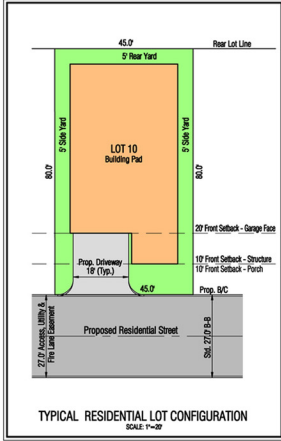 45.0'
Rear Lot Line
5' Rear Yard
5' Side Yard
5' Side Yard
LOT 10
Building Pad
80.0'
80.0'
20' Front Setback - Garage Face
Prop. Driveway
18' (Typ.)
10' Front Setback - Structure
10' Front Setback - Porch
45.0'
Prop. B/C
27.0' Access, Utility &
Fire Lane Easement
Proposed Residential Street
Std. 27.0' B-B
TYPICAL RESIDENTIAL LOT CONFIGURATION
SCALE: 1"=20'